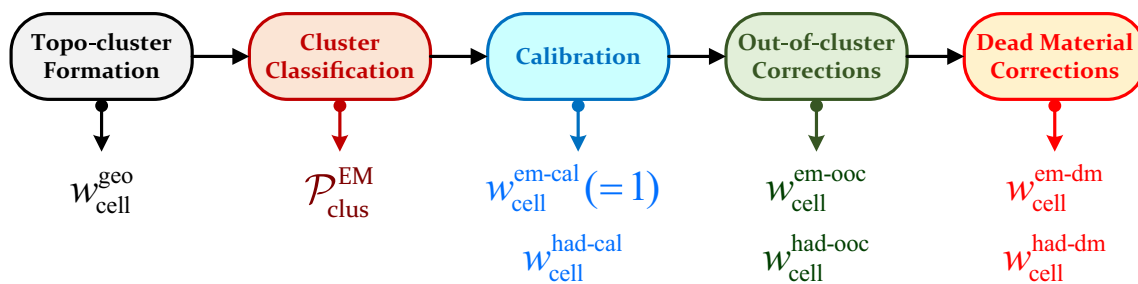 Topo-cluster
Formation
Cluster
Classification
Calibration
Out-of-cluster
Corrections
Dead Material
Corrections
w_cell^geo
𝒫_clus^EM
w_cell^em-cal (= 1)
w_cell^em-ooc
w_cell^em-dm
w_cell^had-cal
w_cell^had-ooc
w_cell^had-dm